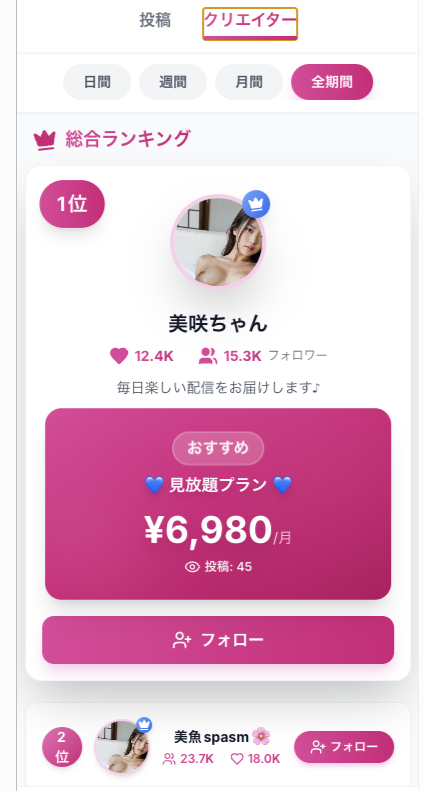 投稿 クリエイター
日間 週間 月間 全期間
総合ランキング
1位
美咲ちゃん
12.4K 15.3K フォロワー
毎日楽しい配信をお届けします♪
おすすめ
💙 見放題プラン 💙
¥6,980/月
投稿: 45
フォロー
2
位
美魚 spasm 🌸
23.7K 18.0K
フォロー